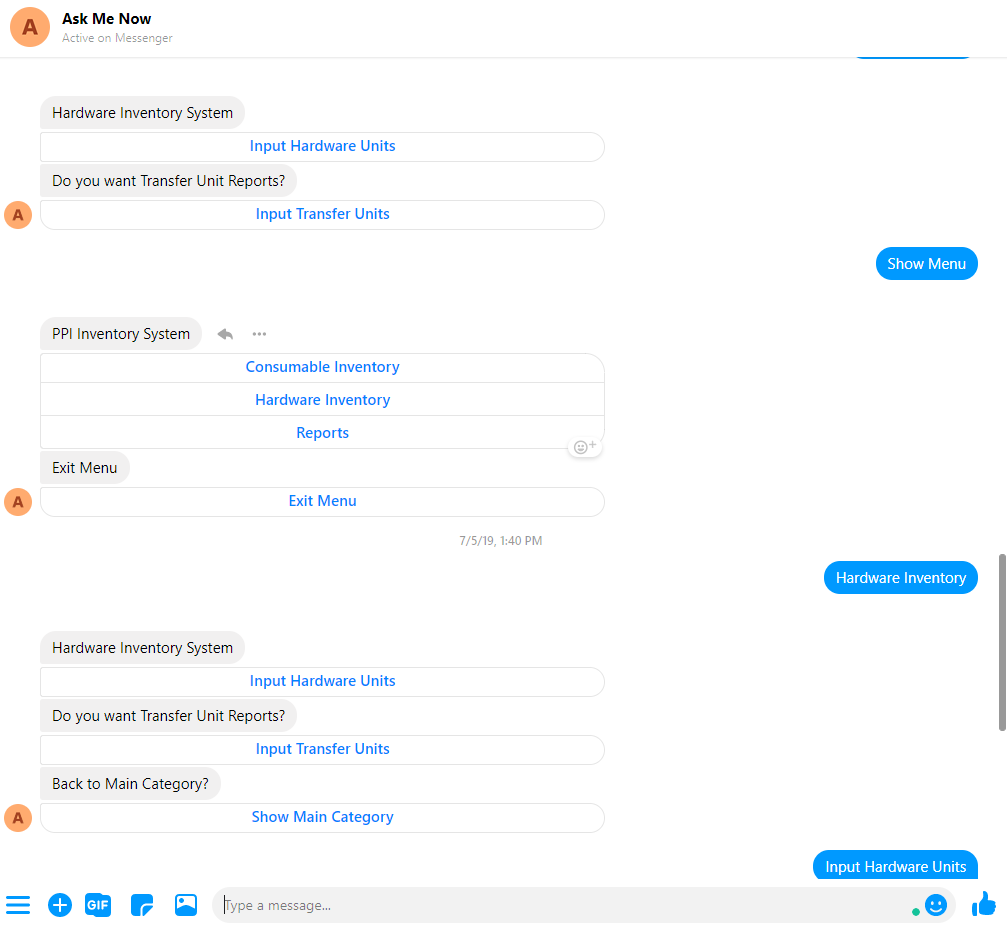 A
Ask Me Now
Active on Messenger
Hardware Inventory System
Input Hardware Units
Do you want Transfer Unit Reports?
A
Input Transfer Units
Show Menu
PPI Inventory System
Consumable Inventory
Hardware Inventory
Reports
Exit Menu
A
Exit Menu
7/5/19, 1:40 PM
Hardware Inventory
Hardware Inventory System
Input Hardware Units
Do you want Transfer Unit Reports?
Input Transfer Units
Back to Main Category?
A
Show Main Category
Input Hardware Units
GIF
Type a message...